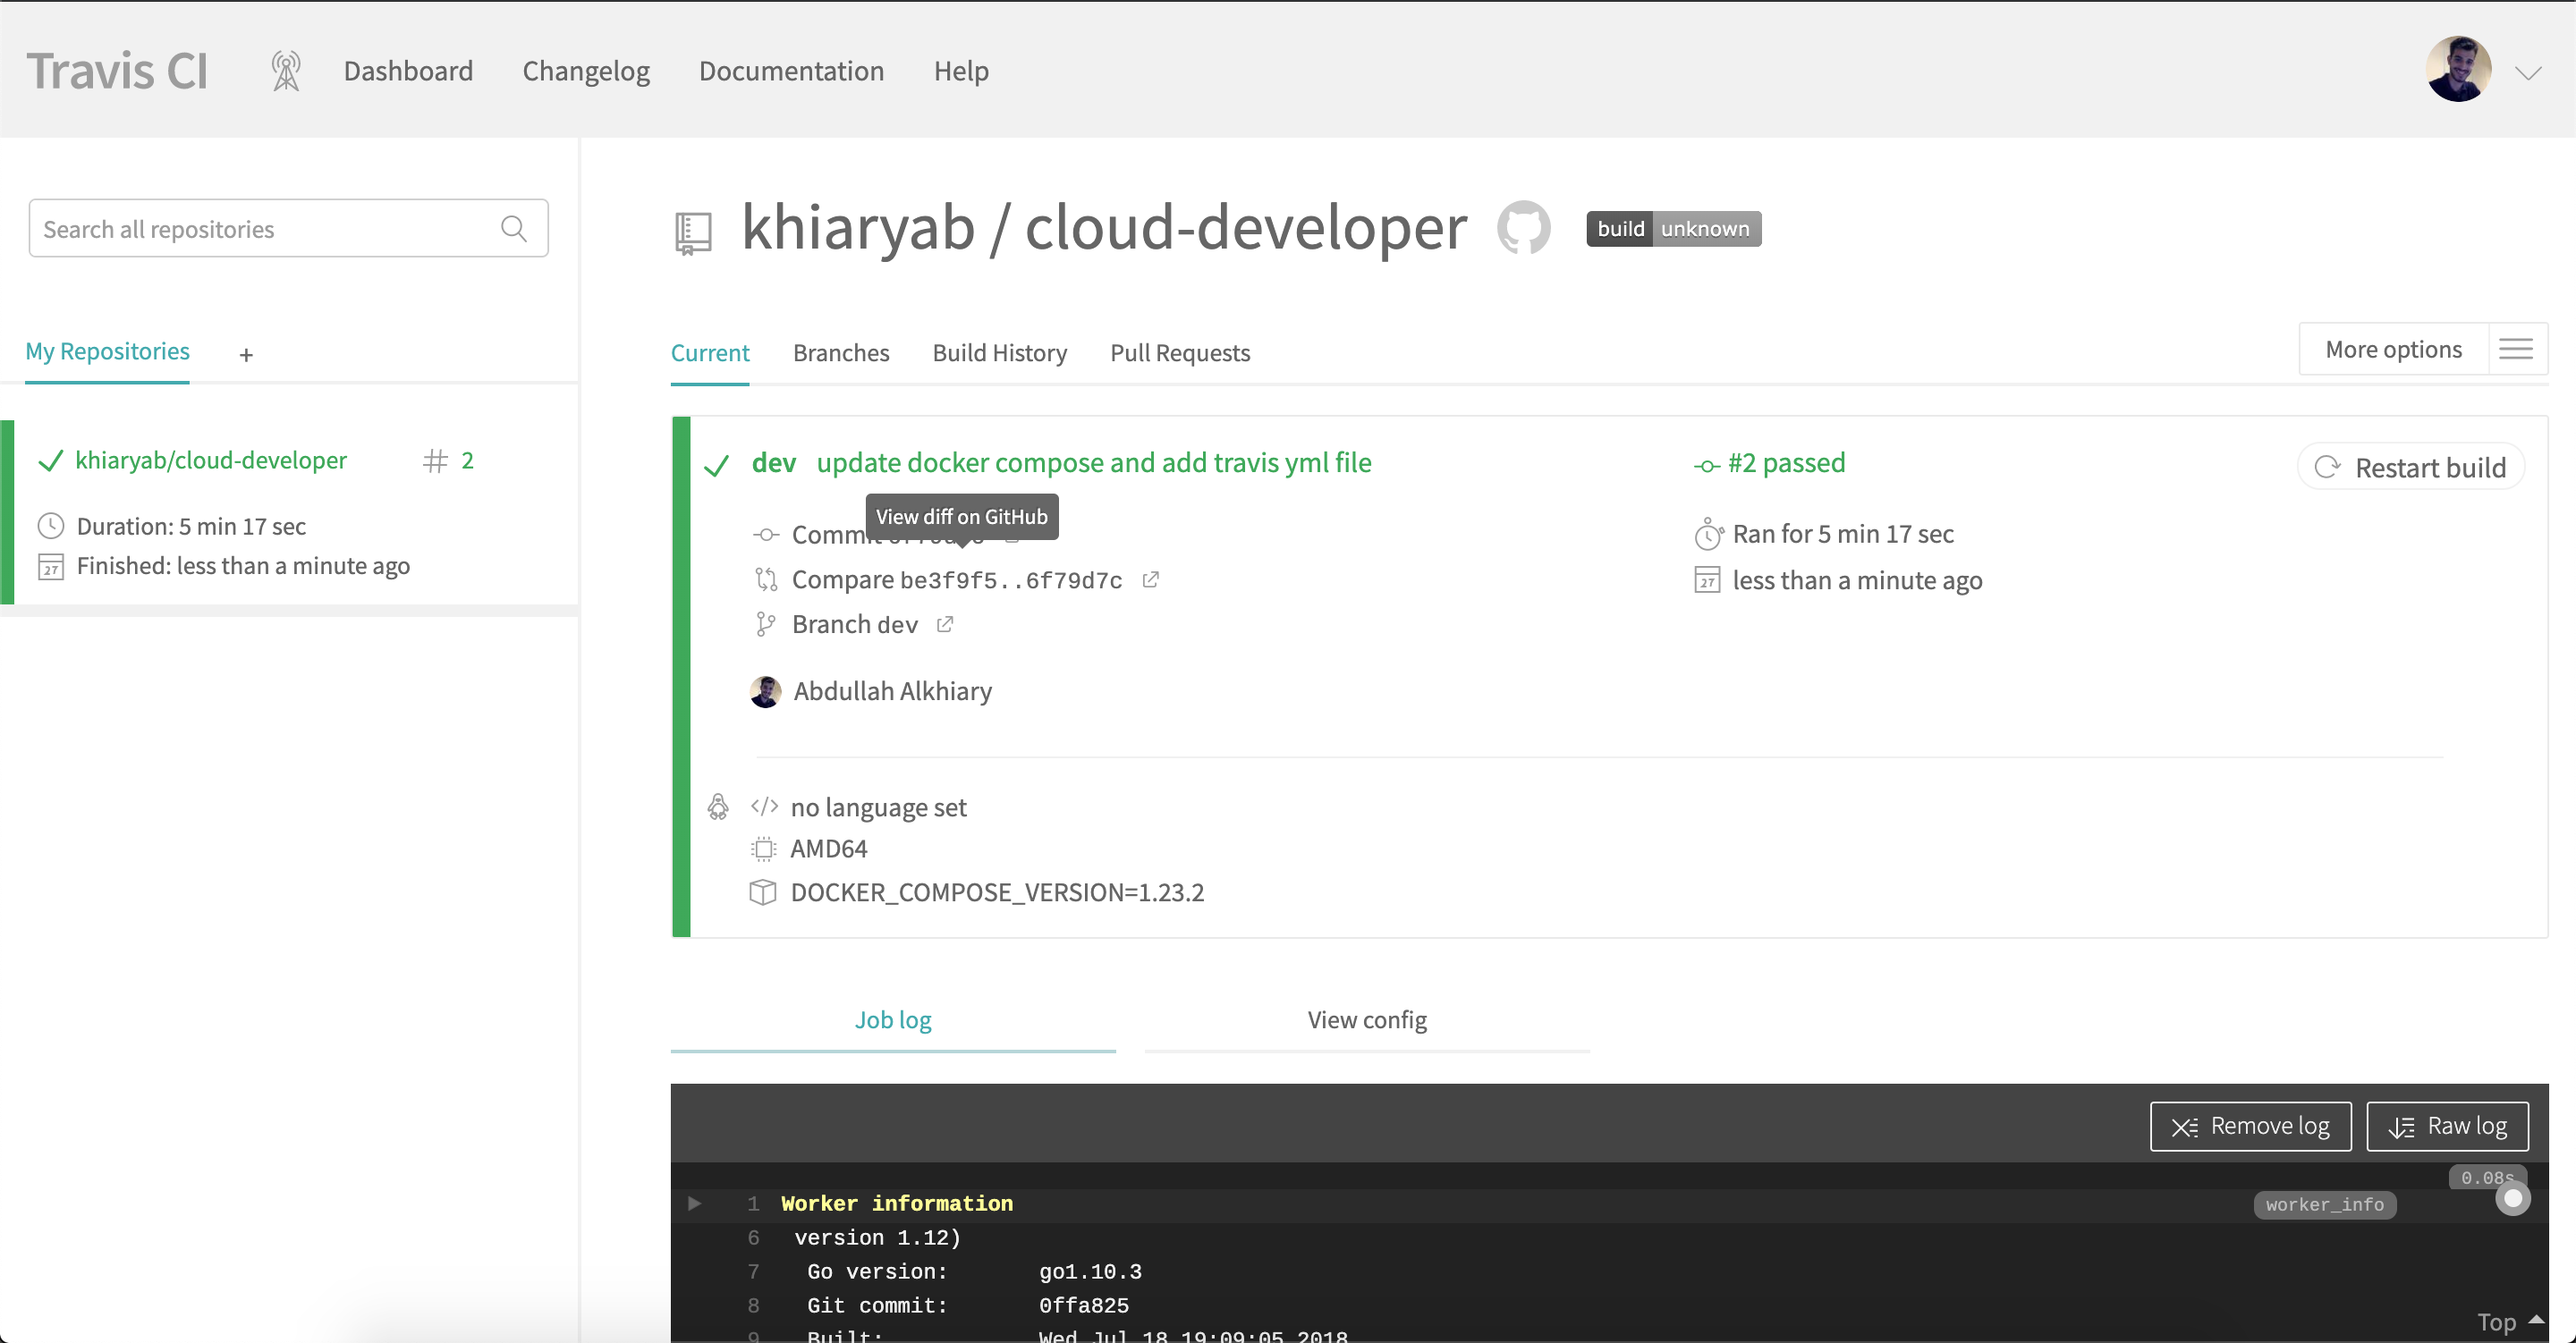 Travis CI
Dashboard
Changelog
Documentation
Help
Search all repositories
My Repositories
+
khiaryab/cloud-developer
# 2
Duration: 5 min 17 sec
27
Finished: less than a minute ago
khiaryab / cloud-developer
build unknown
Current
Branches
Build History
Pull Requests
More options
dev update docker compose and add travis yml file
View diff on GitHub
Commit
Compare be3f9f5..6f79d7c
Branch dev
Abdullah Alkhiary
#2 passed
Ran for 5 min 17 sec
27
less than a minute ago
Restart build
</> no language set
AMD64
DOCKER_COMPOSE_VERSION=1.23.2
Job log
View config
Remove log
Raw log
0.08s
1 Worker information
worker_info
6 version 1.12)
7 Go version: go1.10.3
8 Git commit: 0ffa825
9 Built: Wed Jul 18 19:09:05 2018
Top